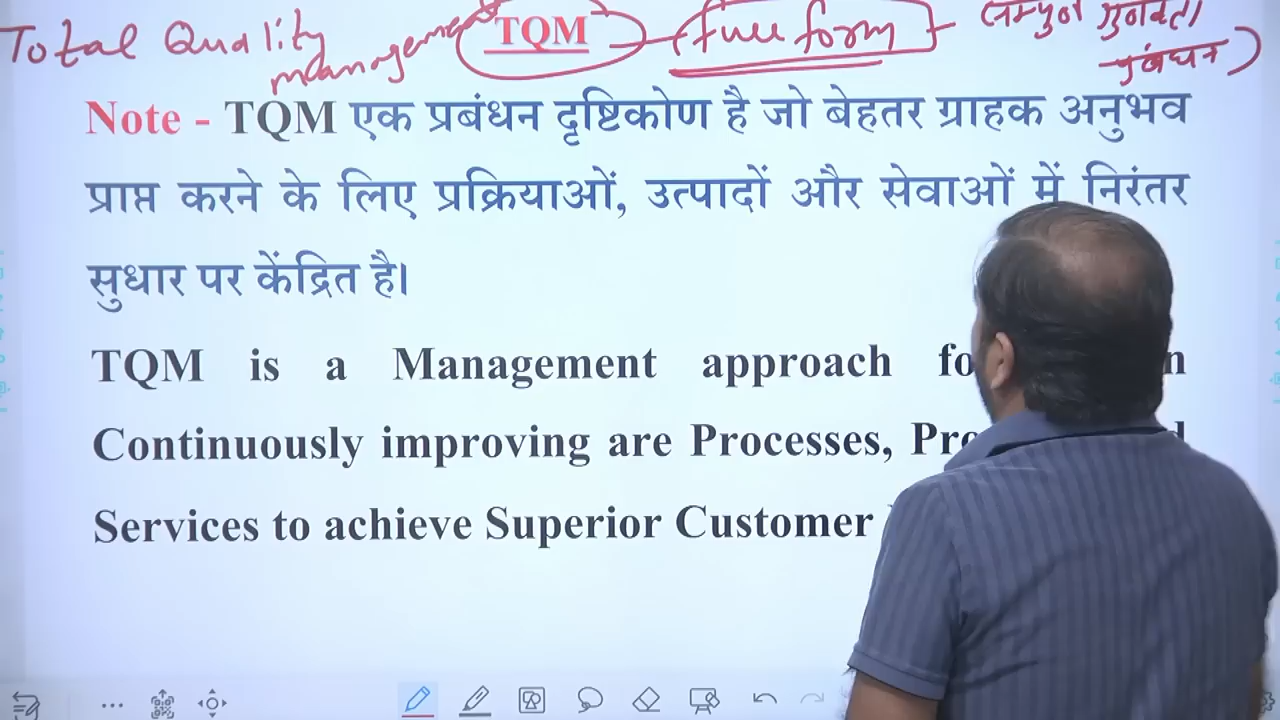 Total Quality management TQM (Full form - (सम्पुर्ण गुणवत्ता
प्रबंधन)
Note - TQM एक प्रबंधन दृष्टिकोण है जो बेहतर ग्राहक अनुभव
प्राप्त करने के लिए प्रक्रियाओं, उत्पादों और सेवाओं में निरंतर
सुधार पर केंद्रित है।
TQM is a Management approach
Continuously improving are Processes,
Services to achieve Superior Customer